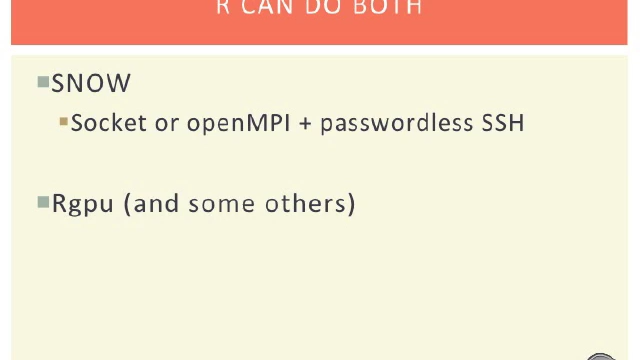 R CAN DO BOTH
SNOW
Socket or openMPI + passwordless SSH
Rgpu (and some others)